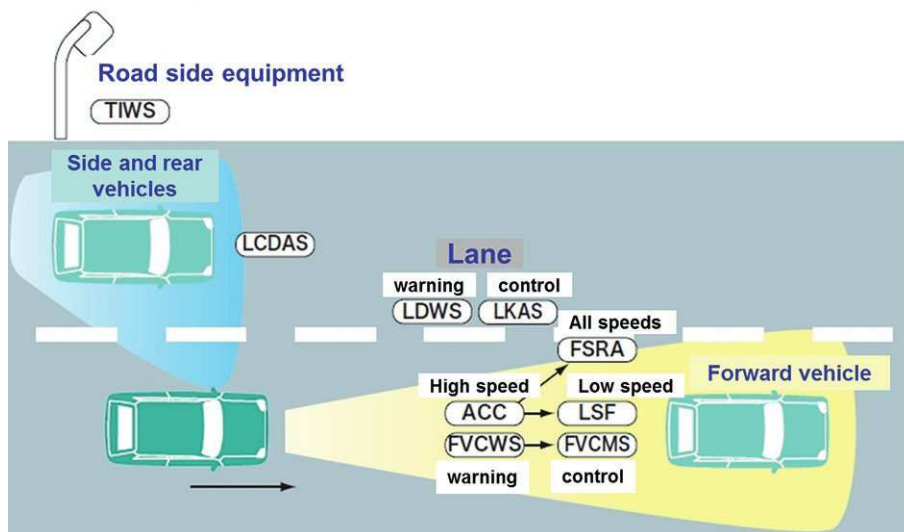 Road side equipment
TIWS
Side and rear
vehicles
LCDAS
Lane
warning control
LDWS LKAS
All speeds
FSRA
Forward vehicle
High speed Low speed
ACC LSF
FVCWS FVCMS
warning control